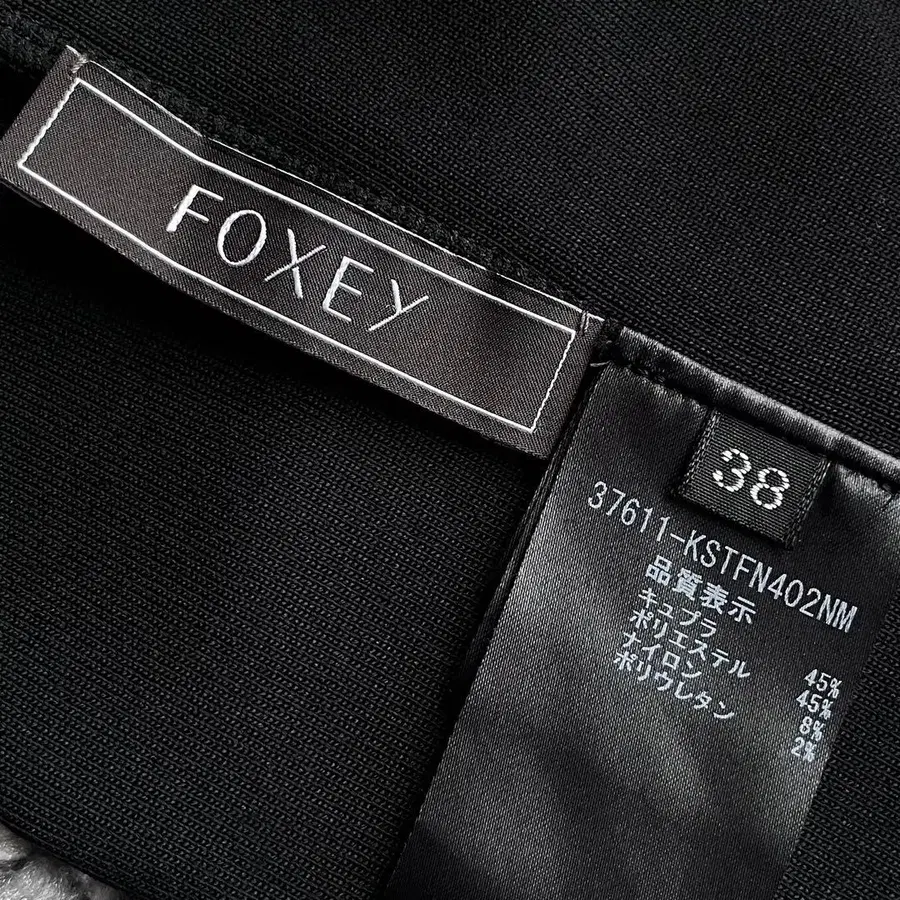 FOXEY
38
37611-KSTFN402NM
品質表示
キュプラ 45%
ポリエステル 45%
ナイロン 8%
ポリウレタン 2%